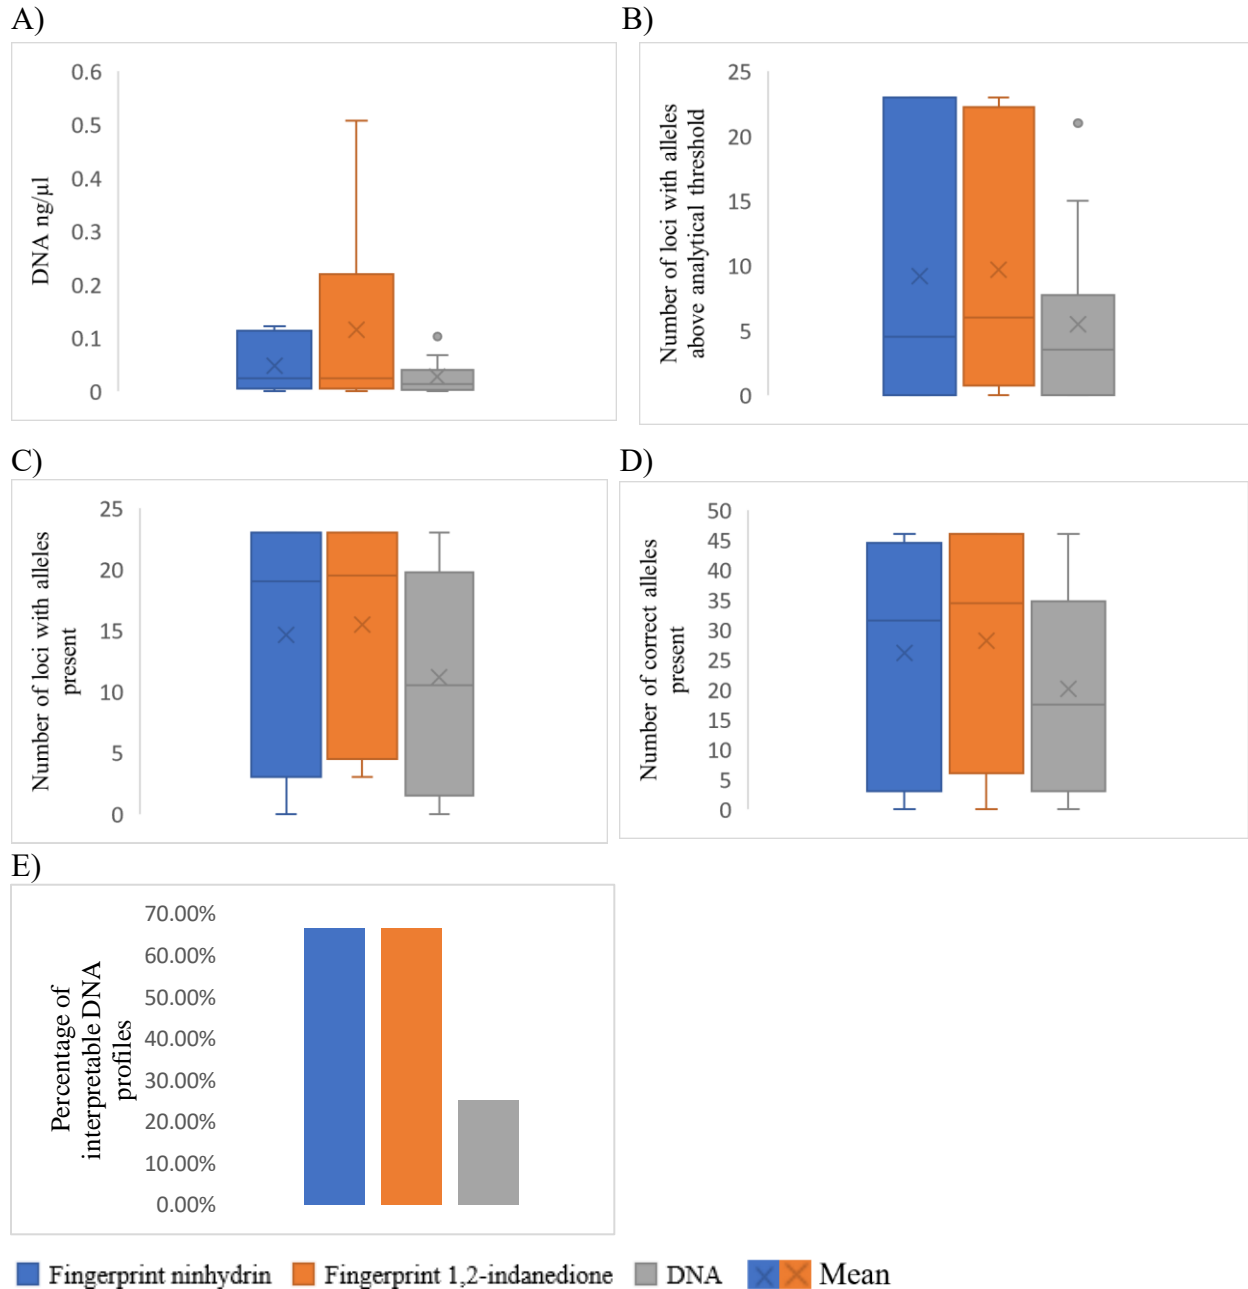 A)
B)
DNA ng/µl
0.6
0.5
0.4
0.3
0.2
0.1
0
Number of loci with alleles
above analytical threshold
25
20
15
10
5
0
C)
D)
Number of loci with alleles
present
25
20
15
10
5
0
Number of correct alleles
present
50
45
40
35
30
25
20
15
10
5
0
E)
Percentage of
interpretable DNA
profiles
70.00%
60.00%
50.00%
40.00%
30.00%
20.00%
10.00%
0.00%
Fingerprint ninhydrin Fingerprint 1,2-indanedione DNA Mean